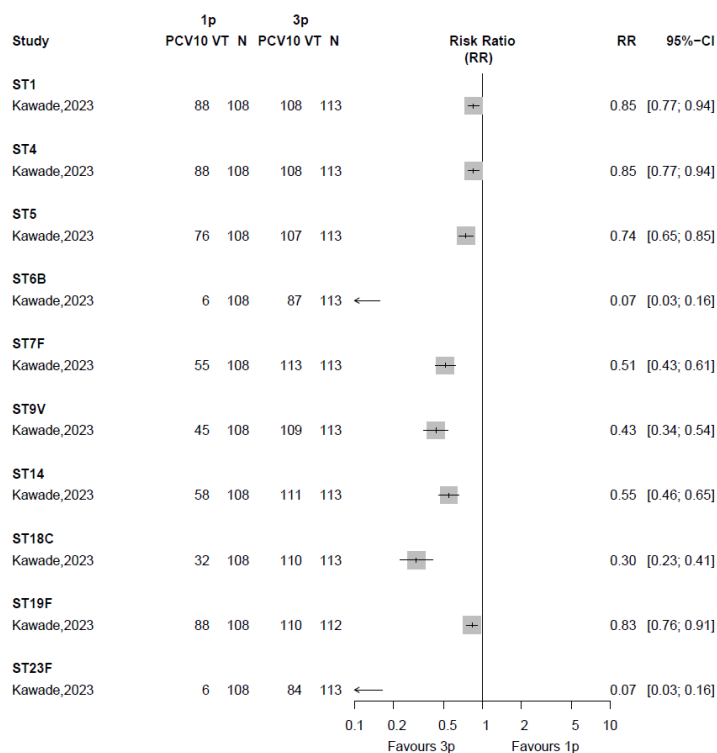 1p 3p
Study PCV10 VT N PCV10 VT N Risk Ratio RR 95%−CI
(RR)
ST1
Kawade,2023 88 108 108 113 0.85 [0.77; 0.94]
ST4
Kawade,2023 88 108 108 113 0.85 [0.77; 0.94]
ST5
Kawade,2023 76 108 107 113 0.74 [0.65; 0.85]
ST6B
Kawade,2023 6 108 87 113 0.07 [0.03; 0.16]
ST7F
Kawade,2023 55 108 113 113 0.51 [0.43; 0.61]
ST9V
Kawade,2023 45 108 109 113 0.43 [0.34; 0.54]
ST14
Kawade,2023 58 108 111 113 0.55 [0.46; 0.65]
ST18C
Kawade,2023 32 108 110 113 0.30 [0.23; 0.41]
ST19F
Kawade,2023 88 108 110 112 0.83 [0.76; 0.91]
ST23F
Kawade,2023 6 108 84 113 0.07 [0.03; 0.16]
0.1 0.2 0.5 1 2 5 10
Favours 3p Favours 1p